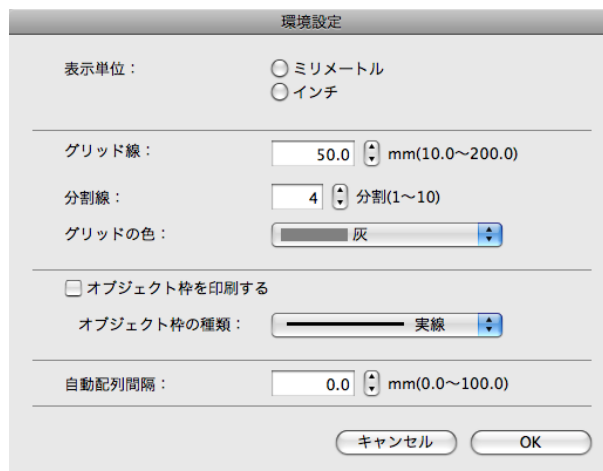 環境設定
表示単位： ミリメートル
インチ
グリッド線： 50.0 mm(10.0～200.0)
分割線： 4 分割(1～10)
グリッドの色： 灰
オブジェクト枠を印刷する
オブジェクト枠の種類： 実線
自動配列間隔： 0.0 mm(0.0～100.0)
キャンセル OK